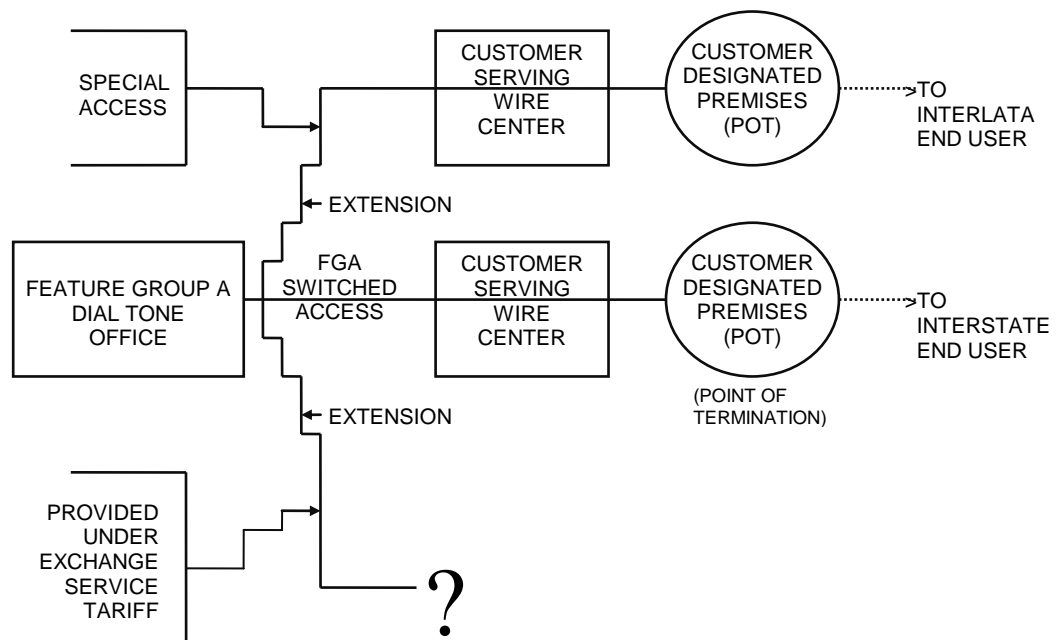 SPECIAL
ACCESS
CUSTOMER
SERVING
WIRE
CENTER
CUSTOMER
DESIGNATED
PREMISES
(POT)
>TO
INTERLATA
END USER
EXTENSION
FEATURE GROUP A
DIAL TONE
OFFICE
FGA
SWITCHED
ACCESS
CUSTOMER
SERVING
WIRE
CENTER
CUSTOMER
DESIGNATED
PREMISES
(POT)
>TO
INTERSTATE
END USER
(POINT OF
TERMINATION)
EXTENSION
PROVIDED
UNDER
EXCHANGE
SERVICE
TARIFF
?